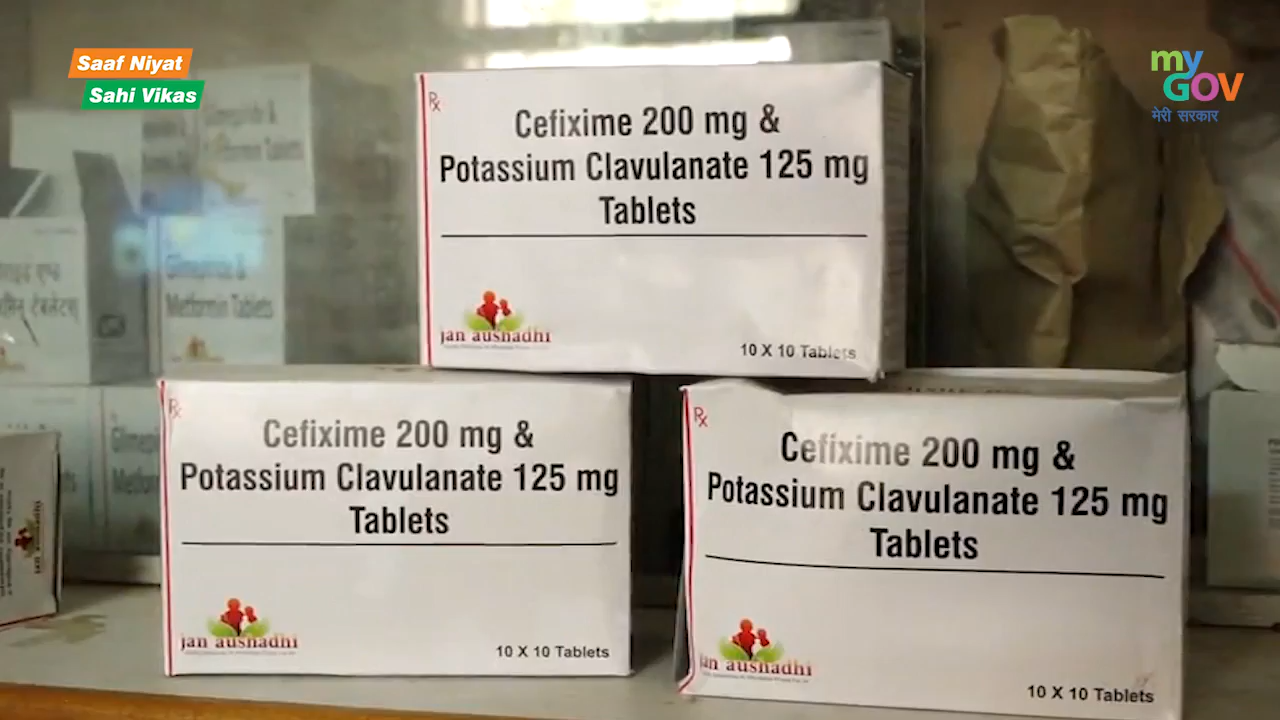 Saaf Niyat
Sahi Vikas
my
GOV
मेरी सरकार
Rx
Cefixime 200 mg &
Potassium Clavulanate 125 mg
Tablets
jan aushadhi
10 X 10 Tablets
Rx
Cefixime 200 mg &
Potassium Clavulanate 125 mg
Tablets
jan aushadhi
10 X 10 Tablets
Rx
Cefixime 200 mg &
Potassium Clavulanate 125 mg
Tablets
jan aushadhi
10 X 10 Tablets
Glimepiride &
Metformin Tablets